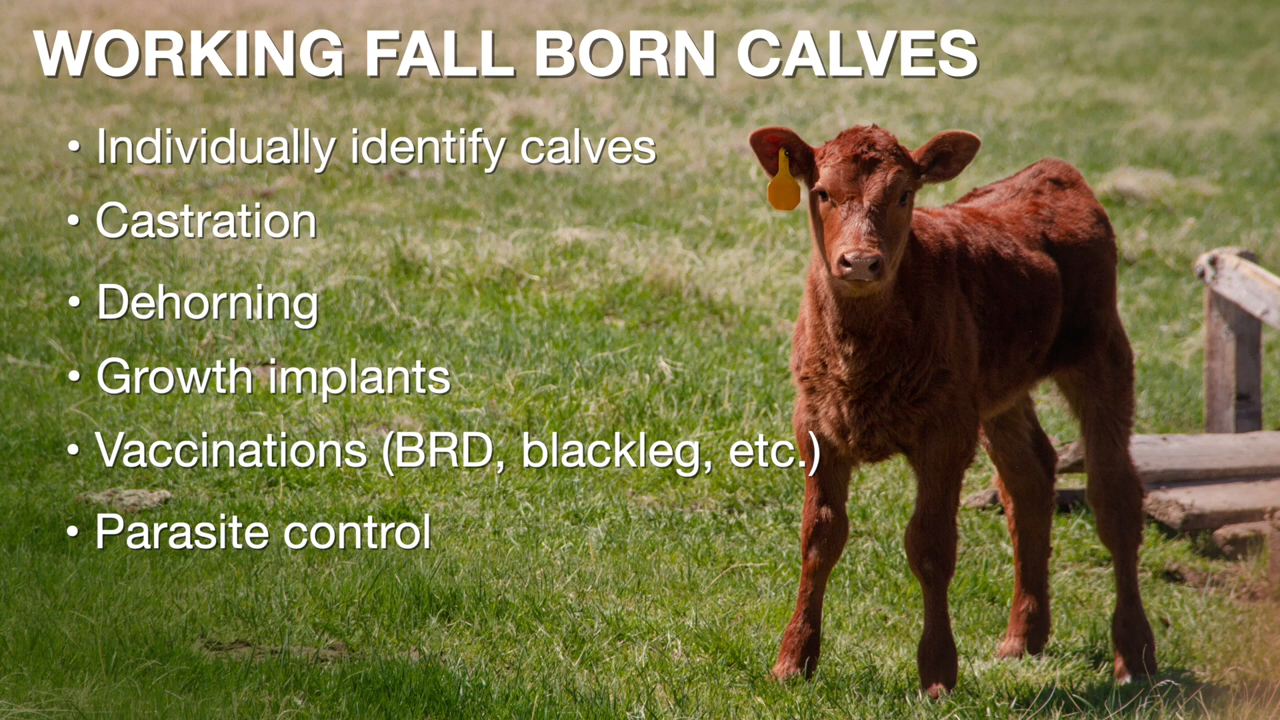 WORKING FALL BORN CALVES
• Individually identify calves
• Castration
• Dehorning
• Growth implants
• Vaccinations (BRD, blackleg, etc.)
• Parasite control